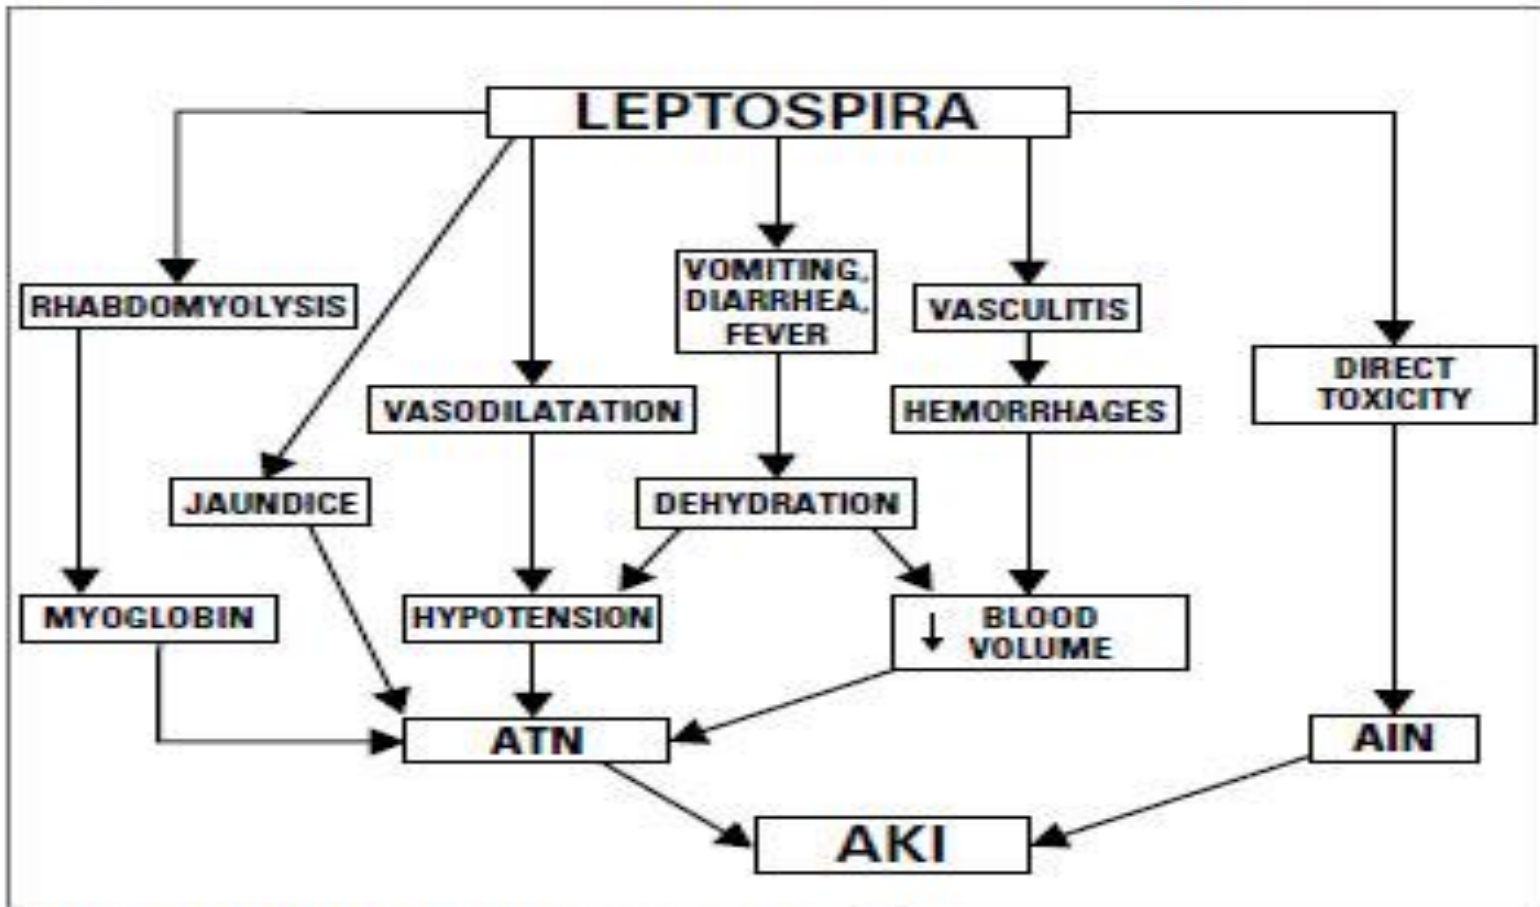 LEPTOSPIRA
RHABDOMYOLYSIS
VOMITING,
DIARRHEA,
FEVER
VASCULITIS
DIRECT
TOXICITY
VASODILATATION
HEMORRHAGES
JAUNDICE
DEHYDRATION
MYOGLOBIN
HYPOTENSION
↓ BLOOD
VOLUME
ATN
AIN
AKI